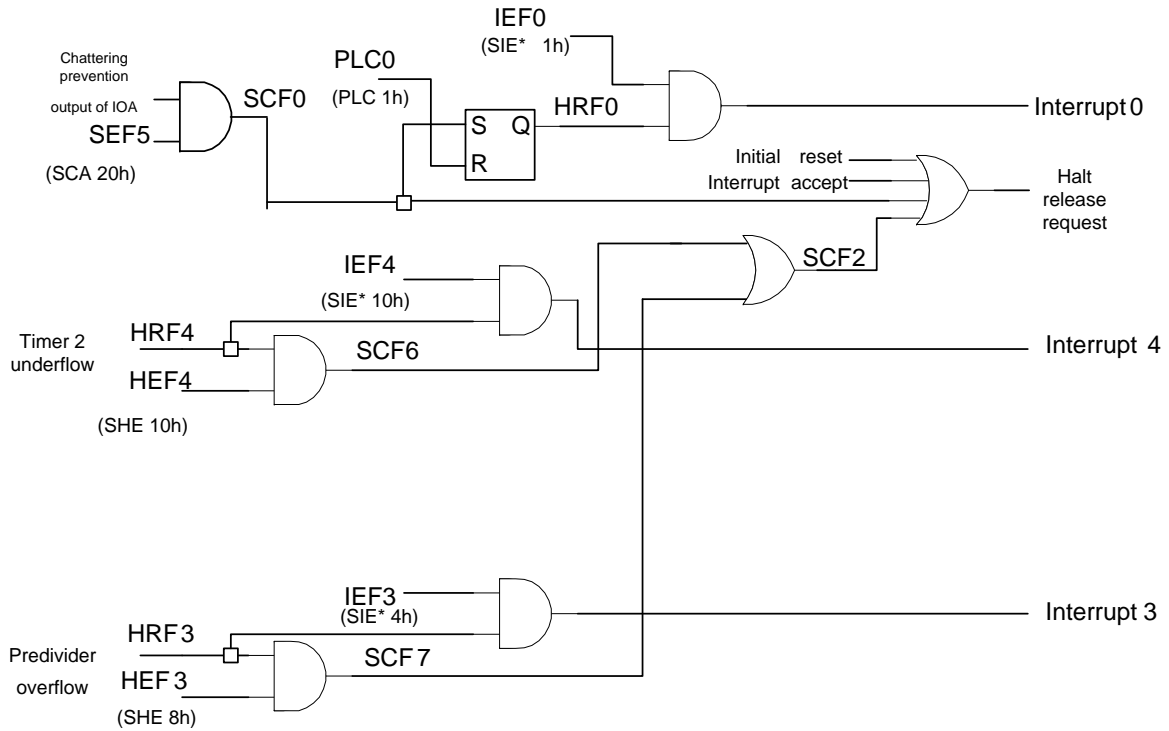 IEF0
(SIE* 1h)
Chattering
prevention
output of IOA
SEF5
(SCA 20h)
SCF0
PLC0
(PLC 1h)
S Q
R
HRF0
Interrupt 0
Initial reset
Interrupt accept
Halt
release
request
SCF2
IEF4
(SIE* 10h)
Timer 2
underflow
HRF4
HEF4
(SHE 10h)
SCF6
Interrupt 4
IEF3
(SIE* 4h)
Interrupt 3
Predivider
overflow
HRF3
HEF3
(SHE 8h)
SCF7